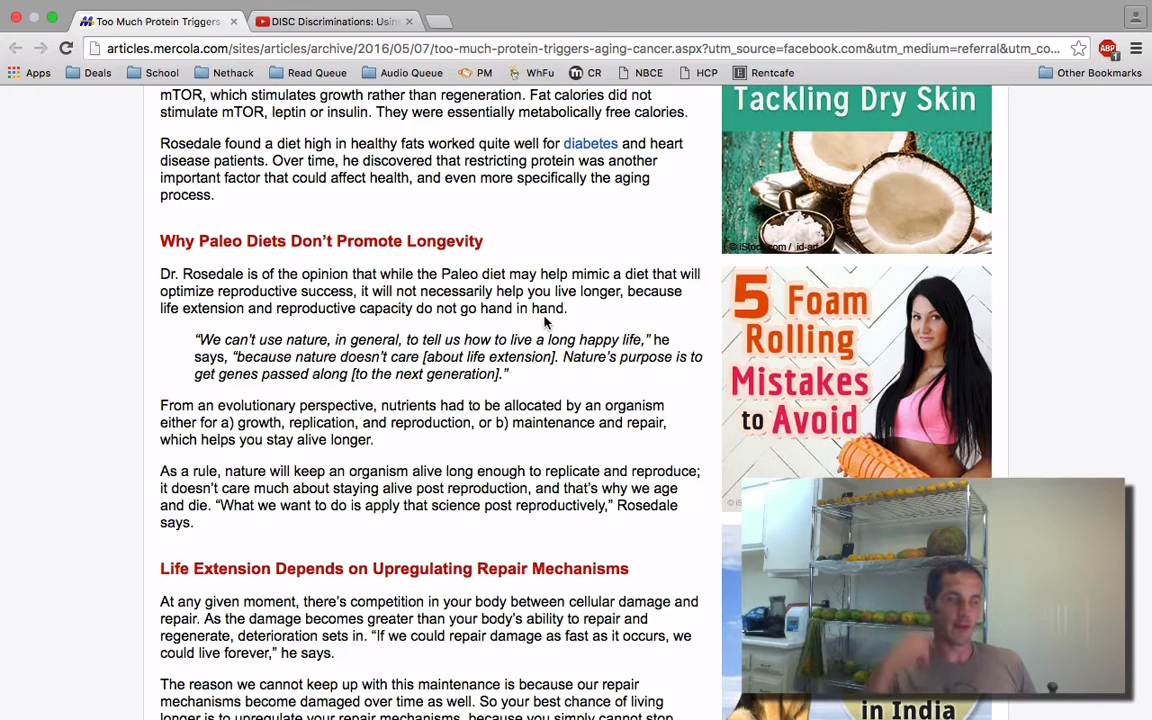 Too Much Protein Triggers
DISC Discriminations: Usin
articles.mercola.com/sites/articles/archive/2016/05/07/too-much-protein-triggers-aging-cancer.aspx?utm_source=facebook.com&utm_medium=referral&utm_co...
ABP
1
Apps
Deals
School
Nethack
Read Queue
Audio Queue
PM
WhFu
CR
NBCE
HCP
Rentcafe
Other Bookmarks
mTOR, which stimulates growth rather than regeneration. Fat calories did not
stimulate mTOR, leptin or insulin. They were essentially metabolically free calories.
Rosedale found a diet high in healthy fats worked quite well for diabetes and heart
disease patients. Over time, he discovered that restricting protein was another
important factor that could affect health, and even more specifically the aging
process.
Why Paleo Diets Don't Promote Longevity
Dr. Rosedale is of the opinion that while the Paleo diet may help mimic a diet that will
optimize reproductive success, it will not necessarily help you live longer, because
life extension and reproductive capacity do not go hand in hand.
“We can't use nature, in general, to tell us how to live a long happy life,” he
says, “because nature doesn't care [about life extension]. Nature's purpose is to
get genes passed along [to the next generation].”
From an evolutionary perspective, nutrients had to be allocated by an organism
either for a) growth, replication, and reproduction, or b) maintenance and repair,
which helps you stay alive longer.
As a rule, nature will keep an organism alive long enough to replicate and reproduce;
it doesn't care much about staying alive post reproduction, and that's why we age
and die. “What we want to do is apply that science post reproductively,” Rosedale
says.
Life Extension Depends on Upregulating Repair Mechanisms
At any given moment, there's competition in your body between cellular damage and
repair. As the damage becomes greater than your body's ability to repair and
regenerate, deterioration sets in. “If we could repair damage as fast as it occurs, we
could live forever,” he says.
The reason we cannot keep up with this maintenance is because our repair
mechanisms become damaged over time as well. So your best chance of living
longer is to upregulate your repair mechanisms, because you simply cannot stop
Tackling Dry Skin
©iStock.com / id-art
5 Foam
Rolling
Mistakes
to Avoid
in India